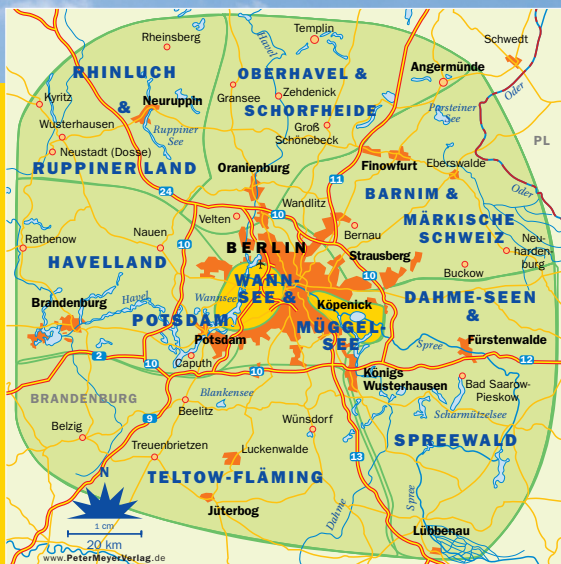 Rheinsberg
Templin
Schwedt
Havel
RHINLUCH
&
RUPPINER LAND
OBERHAVEL &
SCHORFHEIDE
Angermünde
Zehdenick
Gransee
Kyritz
Neuruppin
Parsteiner
See
Oder
Wusterhausen
Ruppiner
See
Groß
Schönebeck
PL
Neustadt (Dosse)
Oranienburg
Finowfurt
Eberswalde
11
24
BARNIM &
MÄRKISCHE
SCHWEIZ
Oder
Wandlitz
Velten
10
Bernau
Nauen
10
Rathenow
BERLIN
Strausberg
Neu-
harden-
burg
HAVELLAND
Buckow
10
WANN-
SEE &
MÜGGEL-
SEE
Wannsee
Köpenick
DAHME-SEEN
&
SPREEWALD
Brandenburg
Havel
POTSDAM
Potsdam
Spree
Fürstenwalde
2
10
Caputh
10
12
Königs
Wusterhausen
Bad Saarow-
Pieskow
BRANDENBURG
Blankensee
Beelitz
9
Scharmützelsee
Wünsdorf
Belzig
Treuenbrietzen
Luckenwalde
13
TELTOW-FLÄMING
N
Spree
Jüterbog
Dahme
1 cm
20 km
Lübbenau
www.PeterMeyerVerlag.de